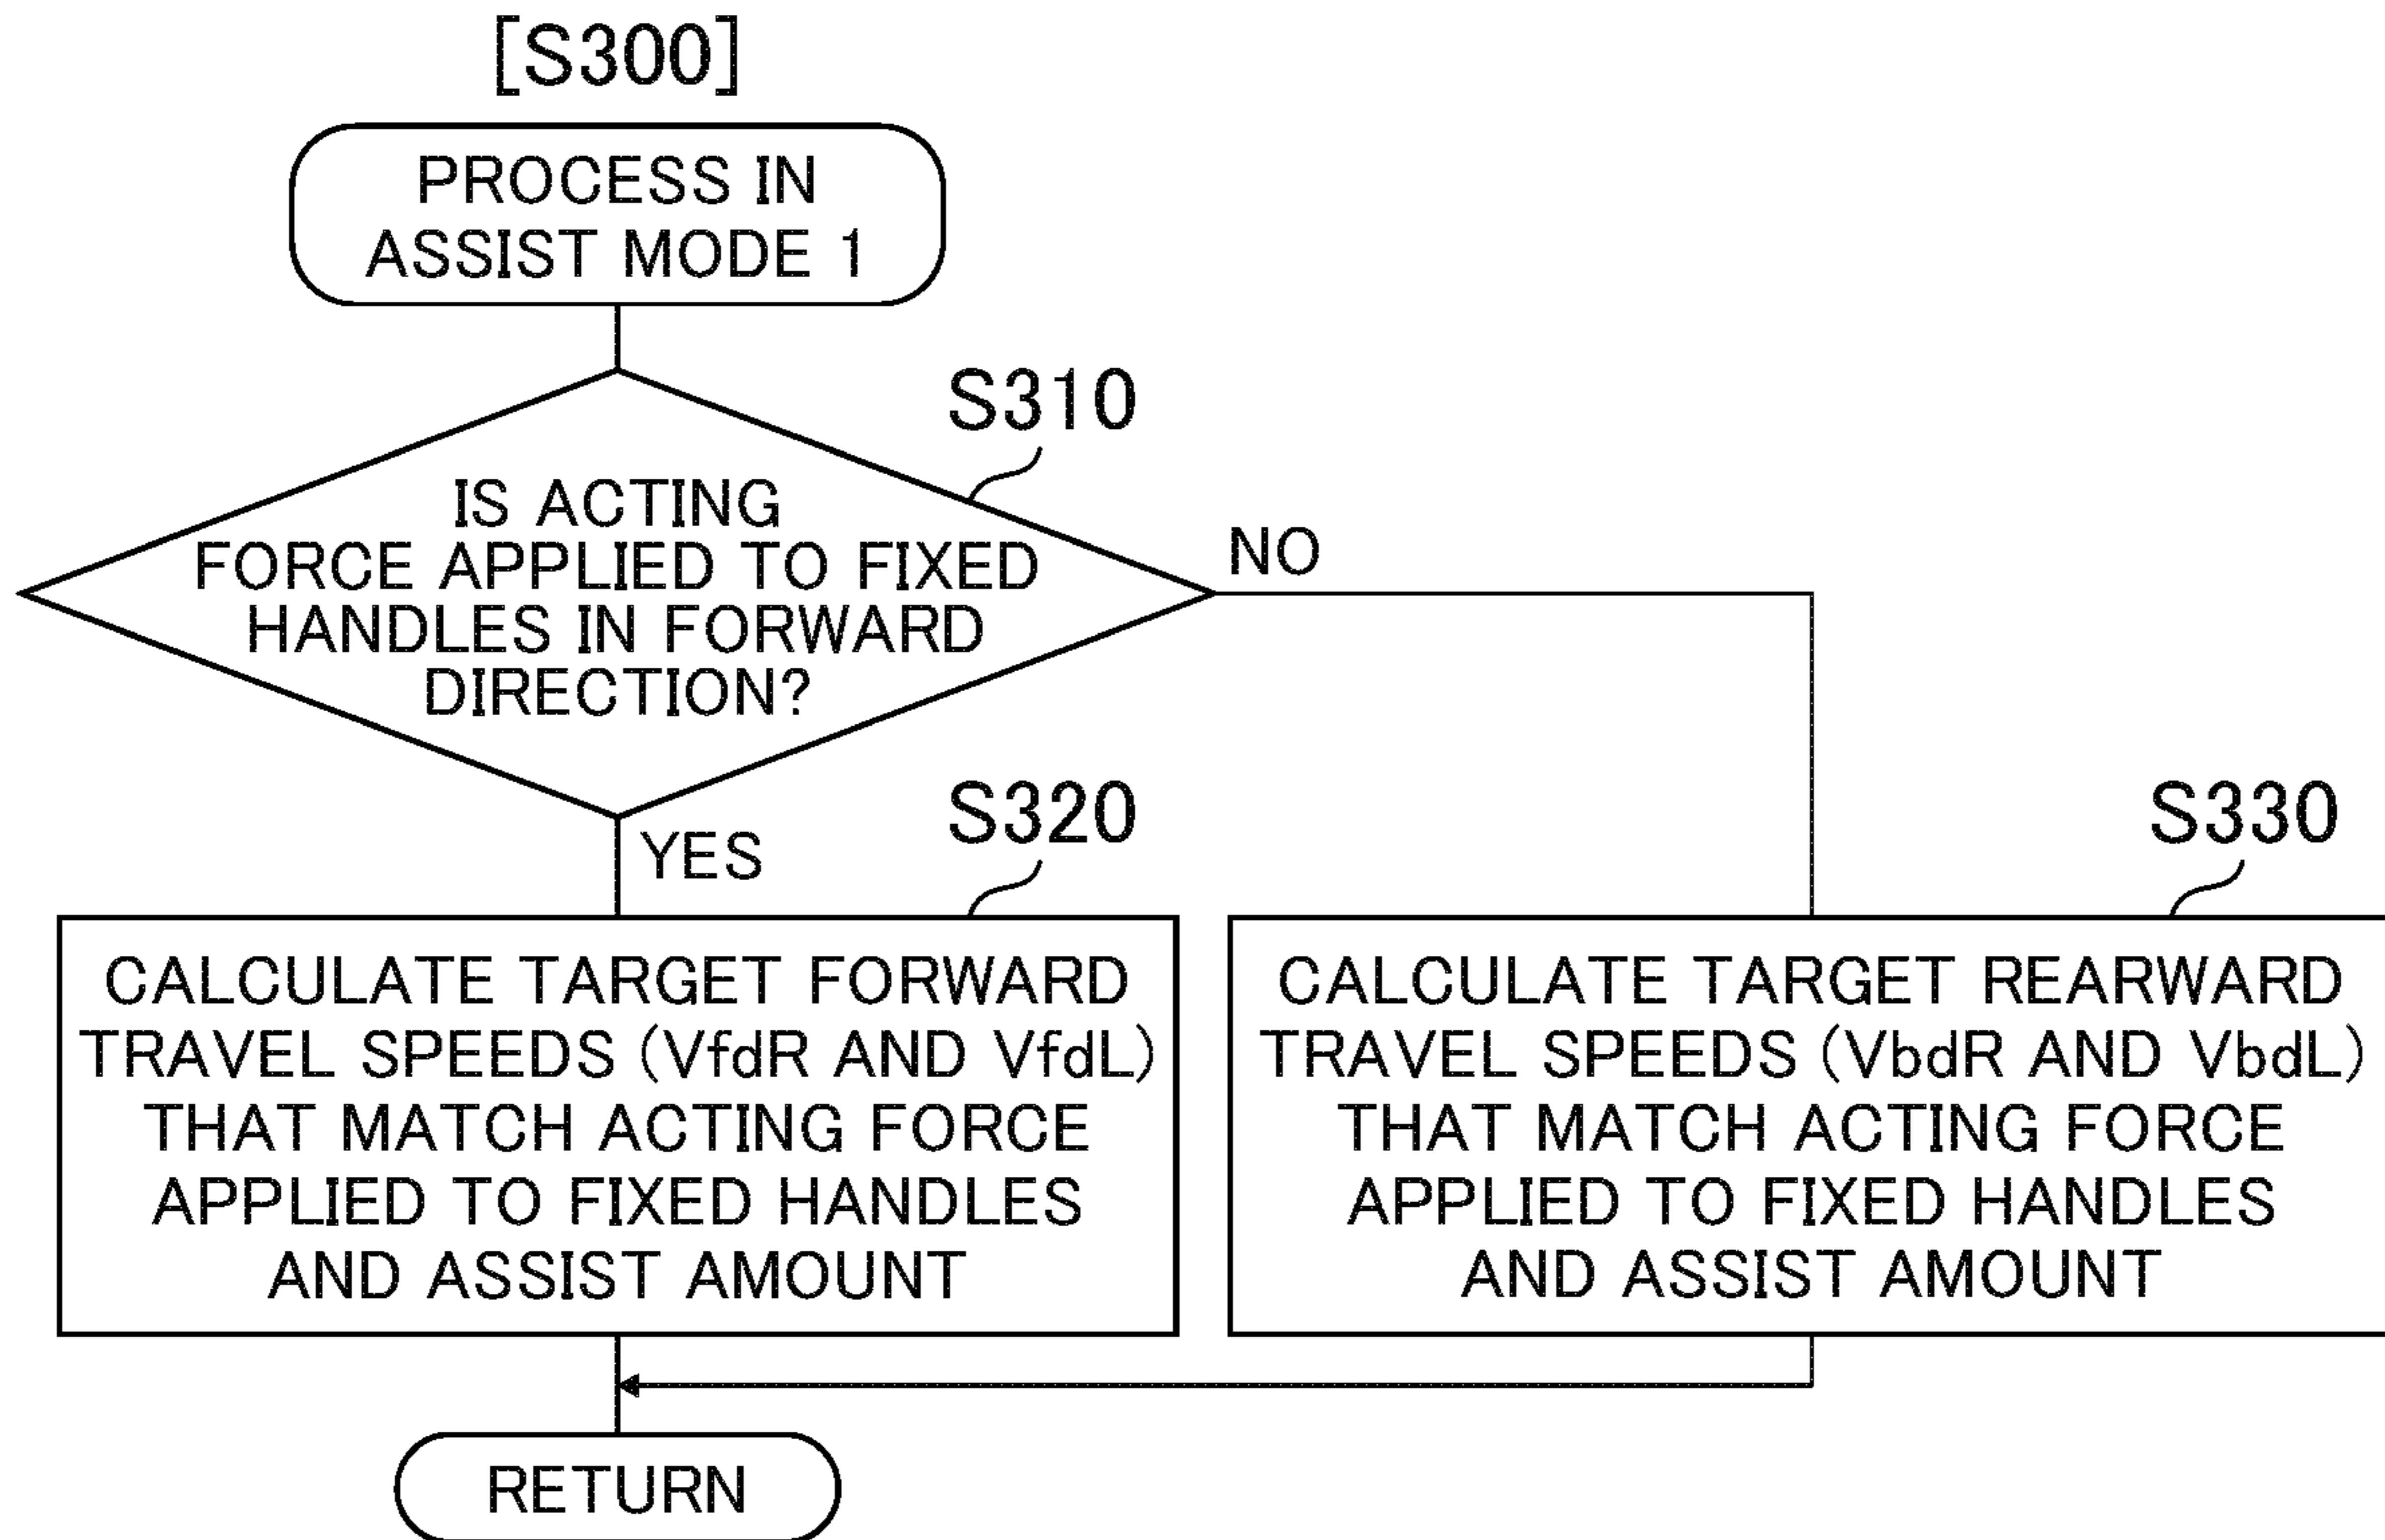 [S300]
PROCESS IN
ASSIST MODE 1
S310
IS ACTING
FORCE APPLIED TO FIXED
HANDLES IN FORWARD
DIRECTION?
NO
YES
S320
CALCULATE TARGET FORWARD
TRAVEL SPEEDS (VfdR AND VfdL)
THAT MATCH ACTING FORCE
APPLIED TO FIXED HANDLES
AND ASSIST AMOUNT
S330
CALCULATE TARGET REARWARD
TRAVEL SPEEDS (VbdR AND VbdL)
THAT MATCH ACTING FORCE
APPLIED TO FIXED HANDLES
AND ASSIST AMOUNT
RETURN